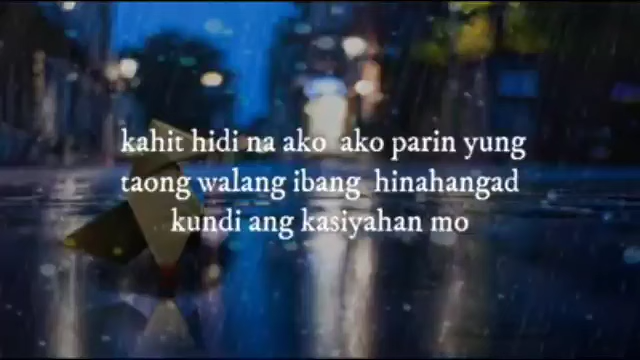 kahit hidi na ako ako parin yung
taong walang ibang hinahangad
kundi ang kasiyahan mo